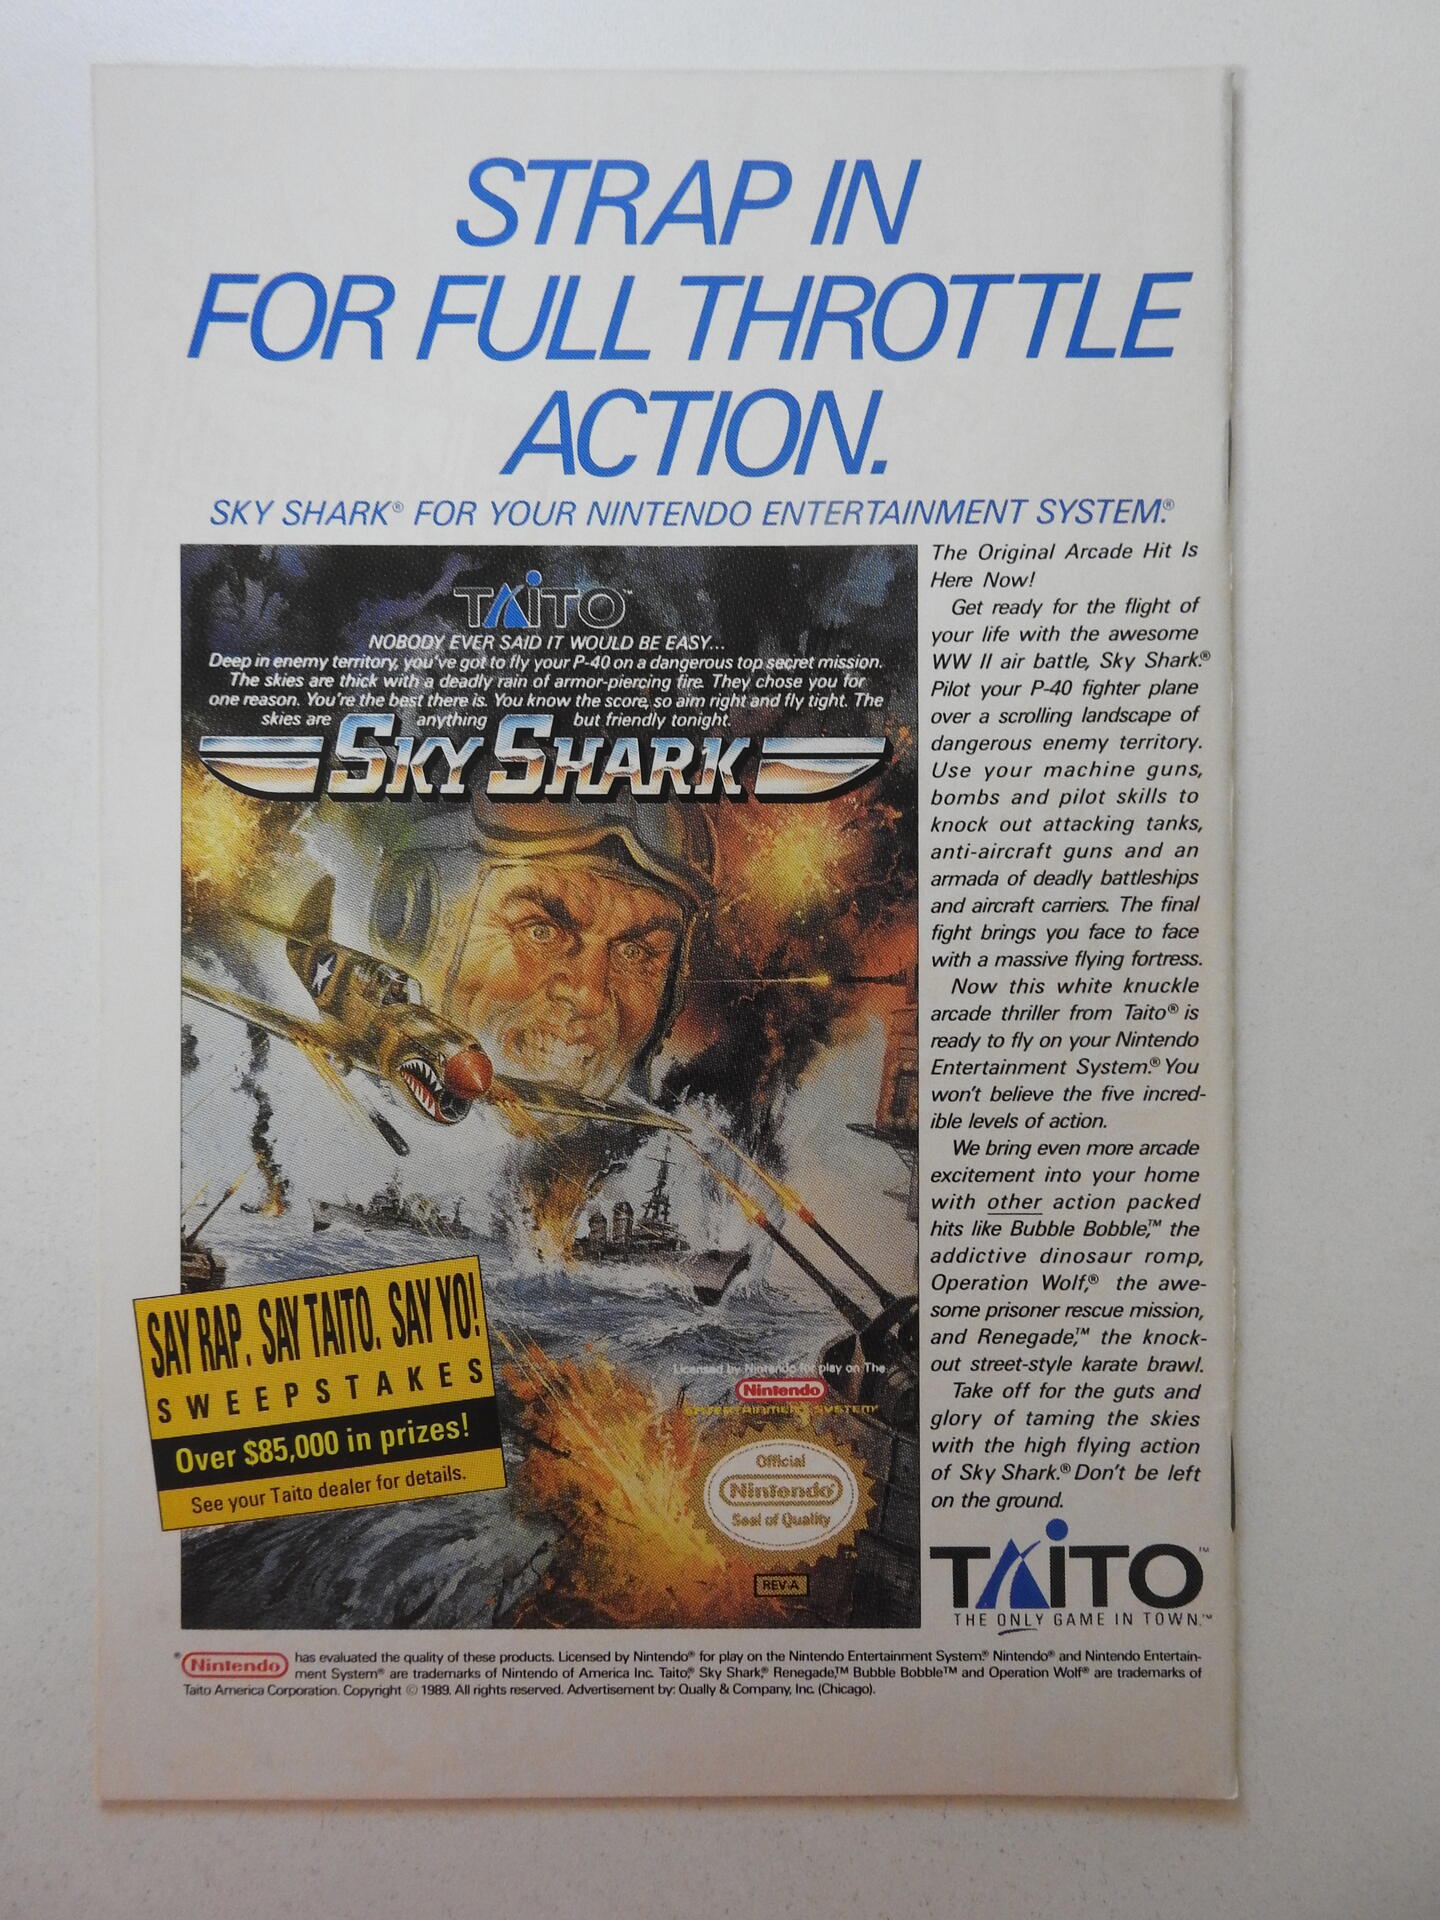 STRAP IN
FOR FULL THROTTLE
ACTION.
SKY SHARK® FOR YOUR NINTENDO ENTERTAINMENT SYSTEM.®
TAITO™
NOBODY EVER SAID IT WOULD BE EASY...
Deep in enemy territory, you've got to fly your P-40 on a dangerous top secret mission.
The skies are thick with a deadly rain of armor-piercing fire. They chose you for
one reason. You're the best there is. You know the score, so aim right and fly tight. The
skies are anything but friendly tonight.
SKY SHARK
SAY RAP. SAY TAITO. SAY YO!
SWEEPSTAKES
Over $85,000 in prizes!
See your Taito dealer for details.
Licensed by Nintendo for play on The
Nintendo
ENTERTAINMENT SYSTEM®
Official
Nintendo®
Seal of Quality
™
REV-A
The Original Arcade Hit Is
Here Now!
Get ready for the flight of
your life with the awesome
WW II air battle, Sky Shark.®
Pilot your P-40 fighter plane
over a scrolling landscape of
dangerous enemy territory.
Use your machine guns,
bombs and pilot skills to
knock out attacking tanks,
anti-aircraft guns and an
armada of deadly battleships
and aircraft carriers. The final
fight brings you face to face
with a massive flying fortress.
Now this white knuckle
arcade thriller from Taito® is
ready to fly on your Nintendo
Entertainment System.® You
won't believe the five incred-
ible levels of action.
We bring even more arcade
excitement into your home
with other action packed
hits like Bubble Bobble,™ the
addictive dinosaur romp,
Operation Wolf,® the awe-
some prisoner rescue mission,
and Renegade,™ the knock-
out street-style karate brawl.
Take off for the guts and
glory of taming the skies
with the high flying action
of Sky Shark.® Don't be left
on the ground.
TAITO™
THE ONLY GAME IN TOWN.™
® Nintendo has evaluated the quality of these products. Licensed by Nintendo® for play on the Nintendo Entertainment System.® Nintendo® and Nintendo Entertain-
ment System® are trademarks of Nintendo of America Inc. Taito,® Sky Shark,® Renegade,™ Bubble Bobble™ and Operation Wolf® are trademarks of
Taito America Corporation. Copyright © 1989. All rights reserved. Advertisement by: Qually & Company, Inc. (Chicago).